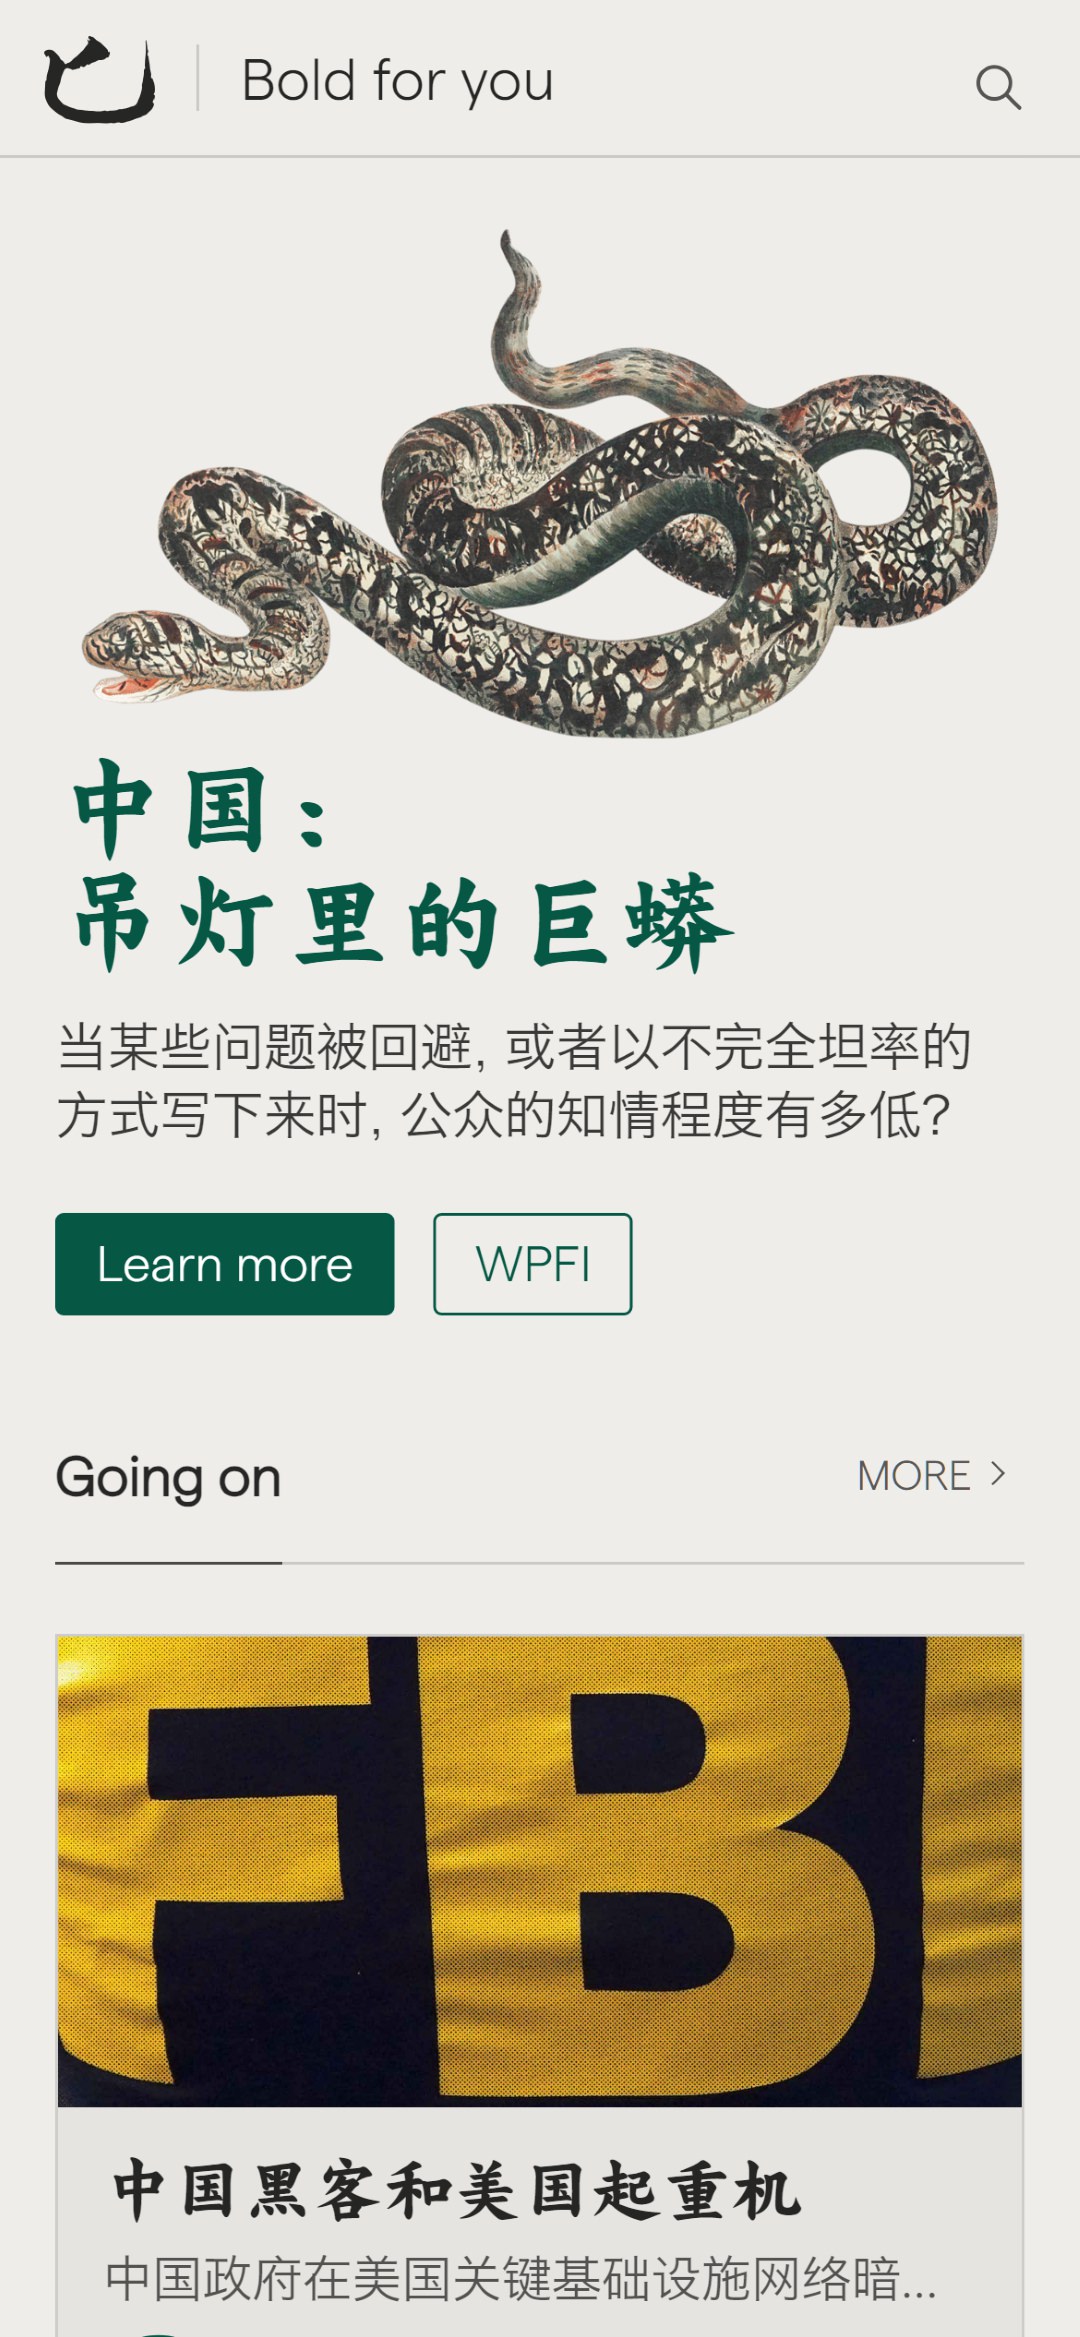 Bold for you
中国：
吊灯里的巨蟒
当某些问题被回避, 或者以不完全坦率的
方式写下来时, 公众的知情程度有多低?
Learn more
WPFI
Going on
MORE
FBI
中国黑客和美国起重机
中国政府在美国关键基础设施网络暗...